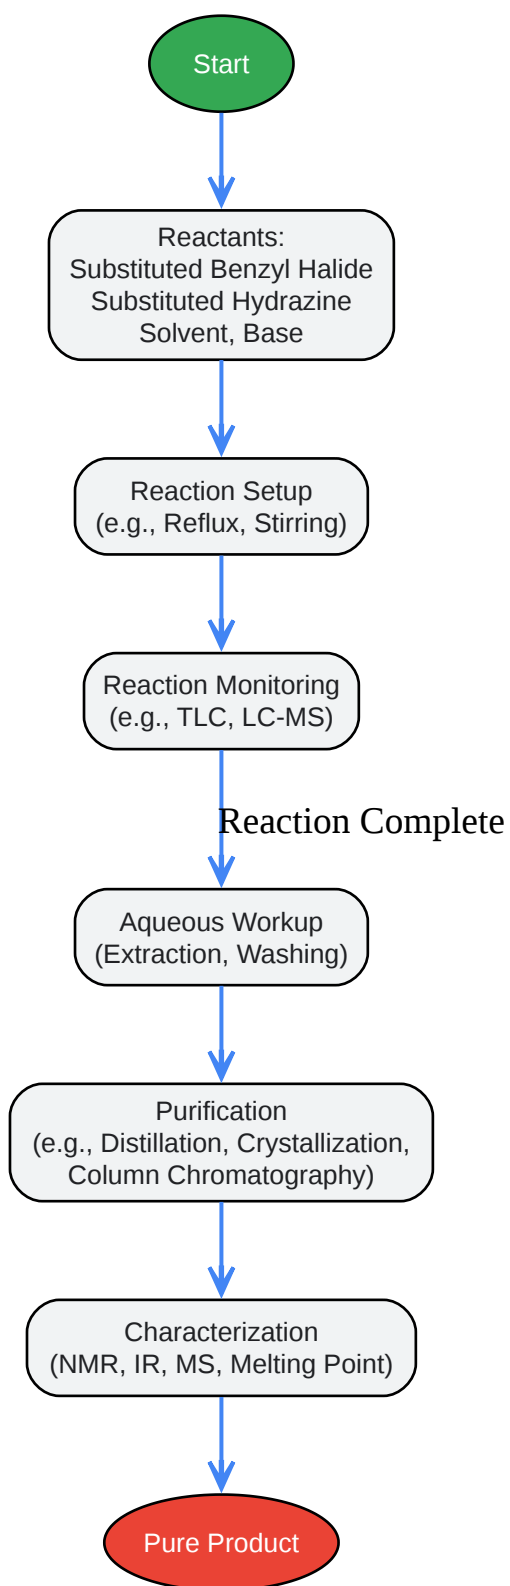 Start
Reactants:
Substituted Benzyl Halide
Substituted Hydrazine
Solvent, Base
Reaction Setup
(e.g., Reflux, Stirring)
Reaction Monitoring
(e.g., TLC, LC-MS)
Reaction Complete
Aqueous Workup
(Extraction, Washing)
Purification
(e.g., Distillation, Crystallization,
Column Chromatography)
Characterization
(NMR, IR, MS, Melting Point)
Pure Product